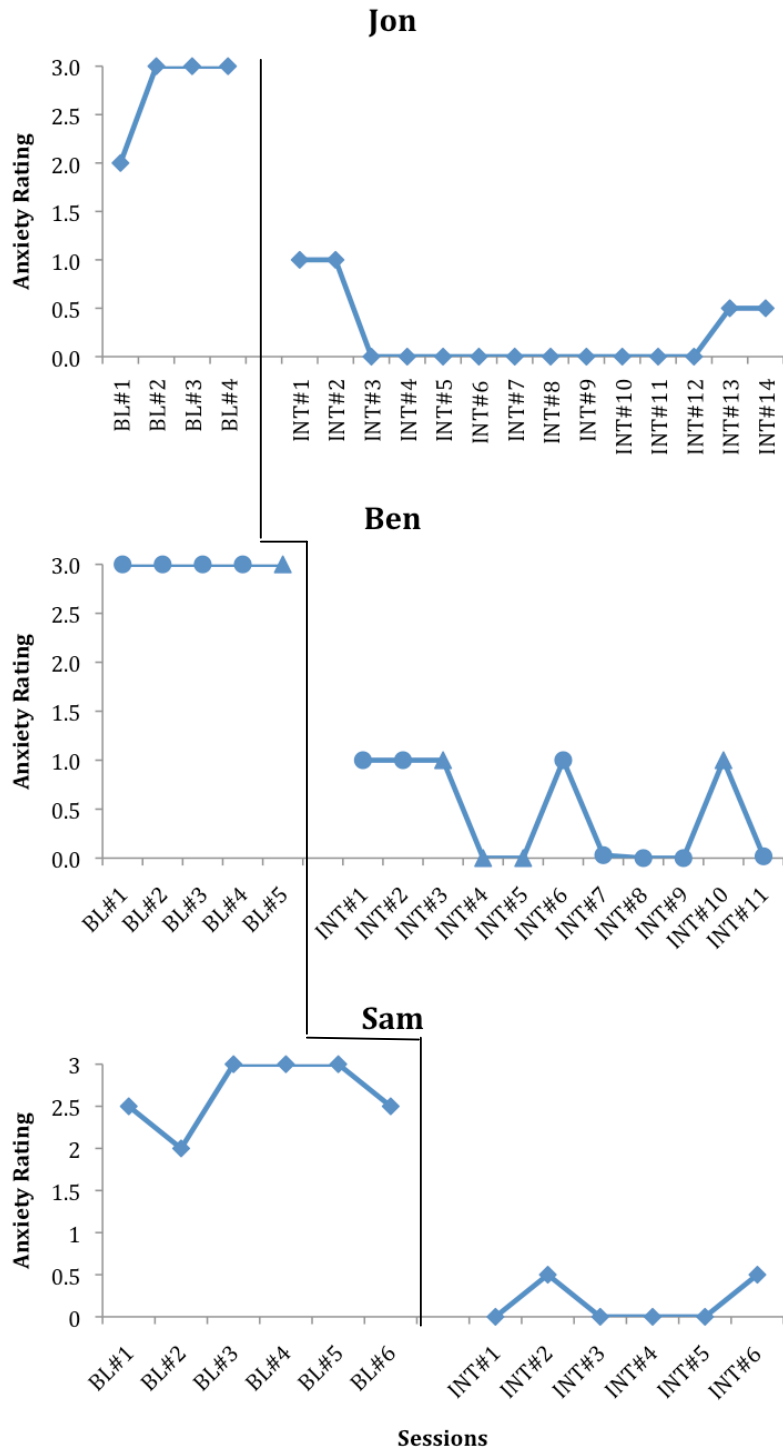 Jon
Anxiety Rating
3.0
2.5
2.0
1.5
1.0
0.5
0.0
BL#1 BL#2 BL#3 BL#4 INT#1 INT#2 INT#3 INT#4 INT#5 INT#6 INT#7 INT#8 INT#9 INT#10 INT#11 INT#12 INT#13 INT#14
Ben
Anxiety Rating
3.0
2.5
2.0
1.5
1.0
0.5
0.0
BL#1 BL#2 BL#3 BL#4 BL#5 INT#1 INT#2 INT#3 INT#4 INT#5 INT#6 INT#7 INT#8 INT#9 INT#10 INT#11
Sam
Anxiety Rating
3
2.5
2
1.5
1
0.5
0
BL#1 BL#2 BL#3 BL#4 BL#5 BL#6 INT#1 INT#2 INT#3 INT#4 INT#5 INT#6
Sessions